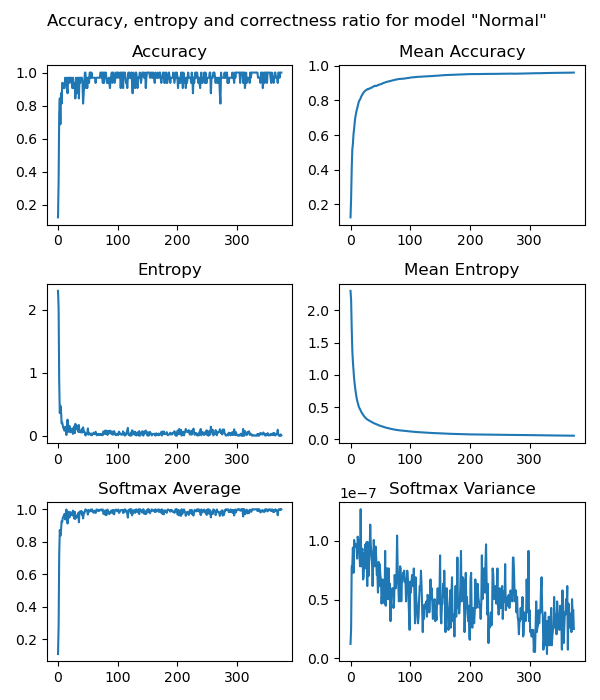 Accuracy, entropy and correctness ratio for model "Normal"
Accuracy
1.0
0.8
0.6
0.4
0.2
0 100 200 300
Mean Accuracy
1.0
0.8
0.6
0.4
0.2
0 100 200 300
Entropy
2
1
0
0 100 200 300
Mean Entropy
2.0
1.5
1.0
0.5
0.0
0 100 200 300
Softmax Average
1.0
0.8
0.6
0.4
0.2
0 100 200 300
Softmax Variance
1e-7
1.0
0.5
0.0
0 100 200 300